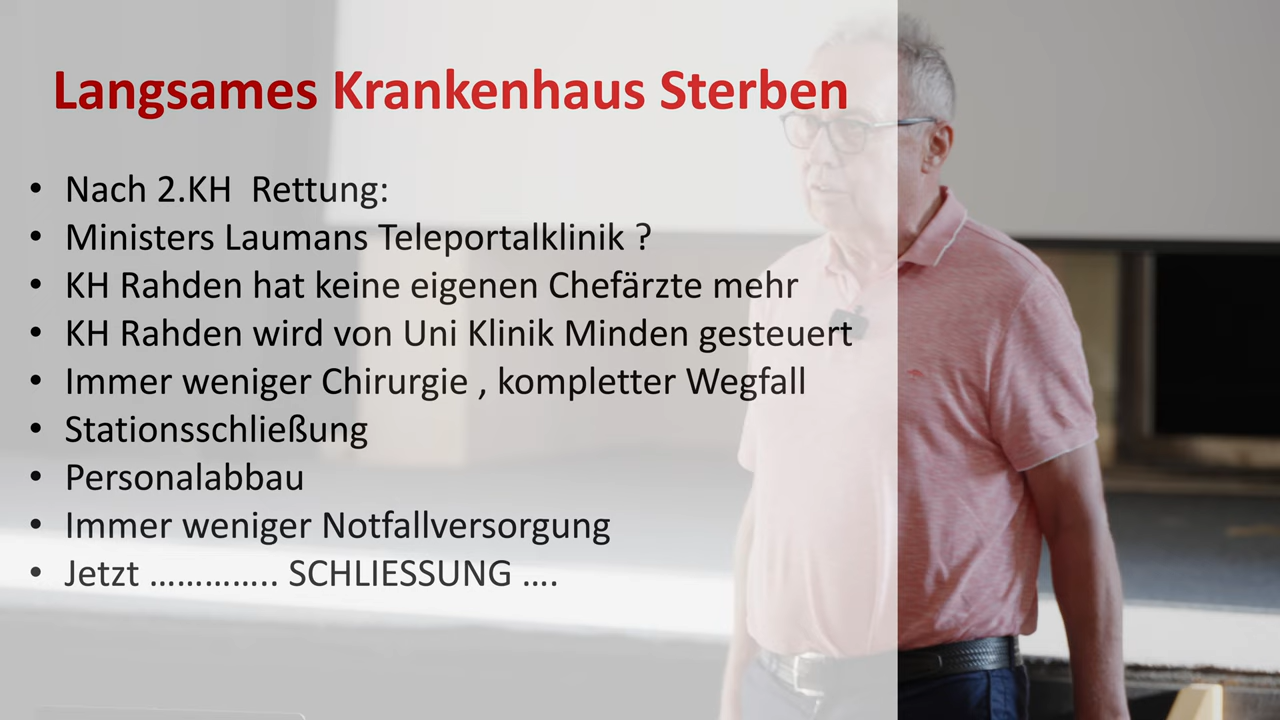 Langsames Krankenhaus Sterben
• Nach 2.KH  Rettung:
• Ministers Laumans Teleportalklinik ?
• KH Rahden hat keine eigenen Chefärzte mehr
• KH Rahden wird von Uni Klinik Minden gesteuert
• Immer weniger Chirurgie , kompletter Wegfall
• Stationsschließung
• Personalabbau
• Immer weniger Notfallversorgung
• Jetzt ………….. SCHLIESSUNG ….